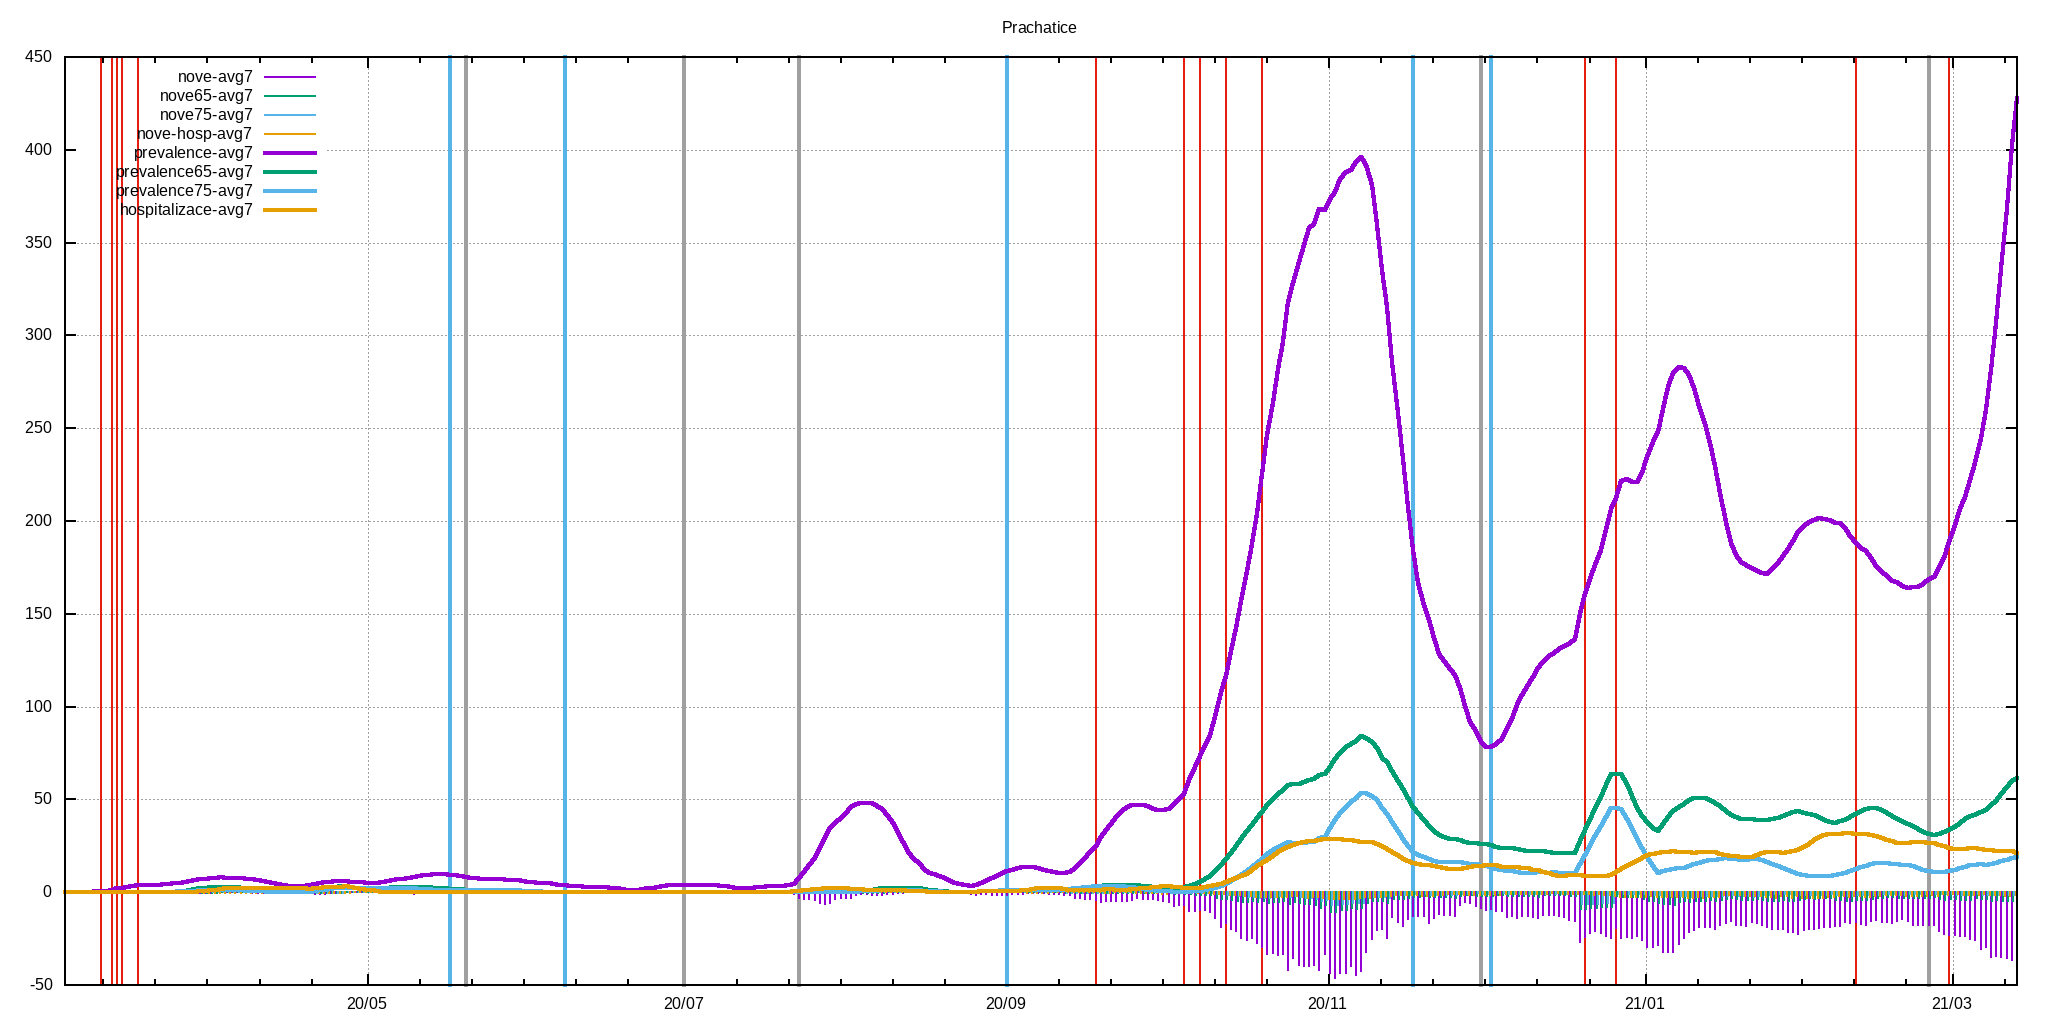 Prachatice
450
400
350
300
250
200
150
100
50
0
-50
nove-avg7
nove65-avg7
nove75-avg7
nove-hosp-avg7
prevalence-avg7
prevalence65-avg7
prevalence75-avg7
hospitalizace-avg7
20/05 20/07 20/09 20/11 21/01 21/03